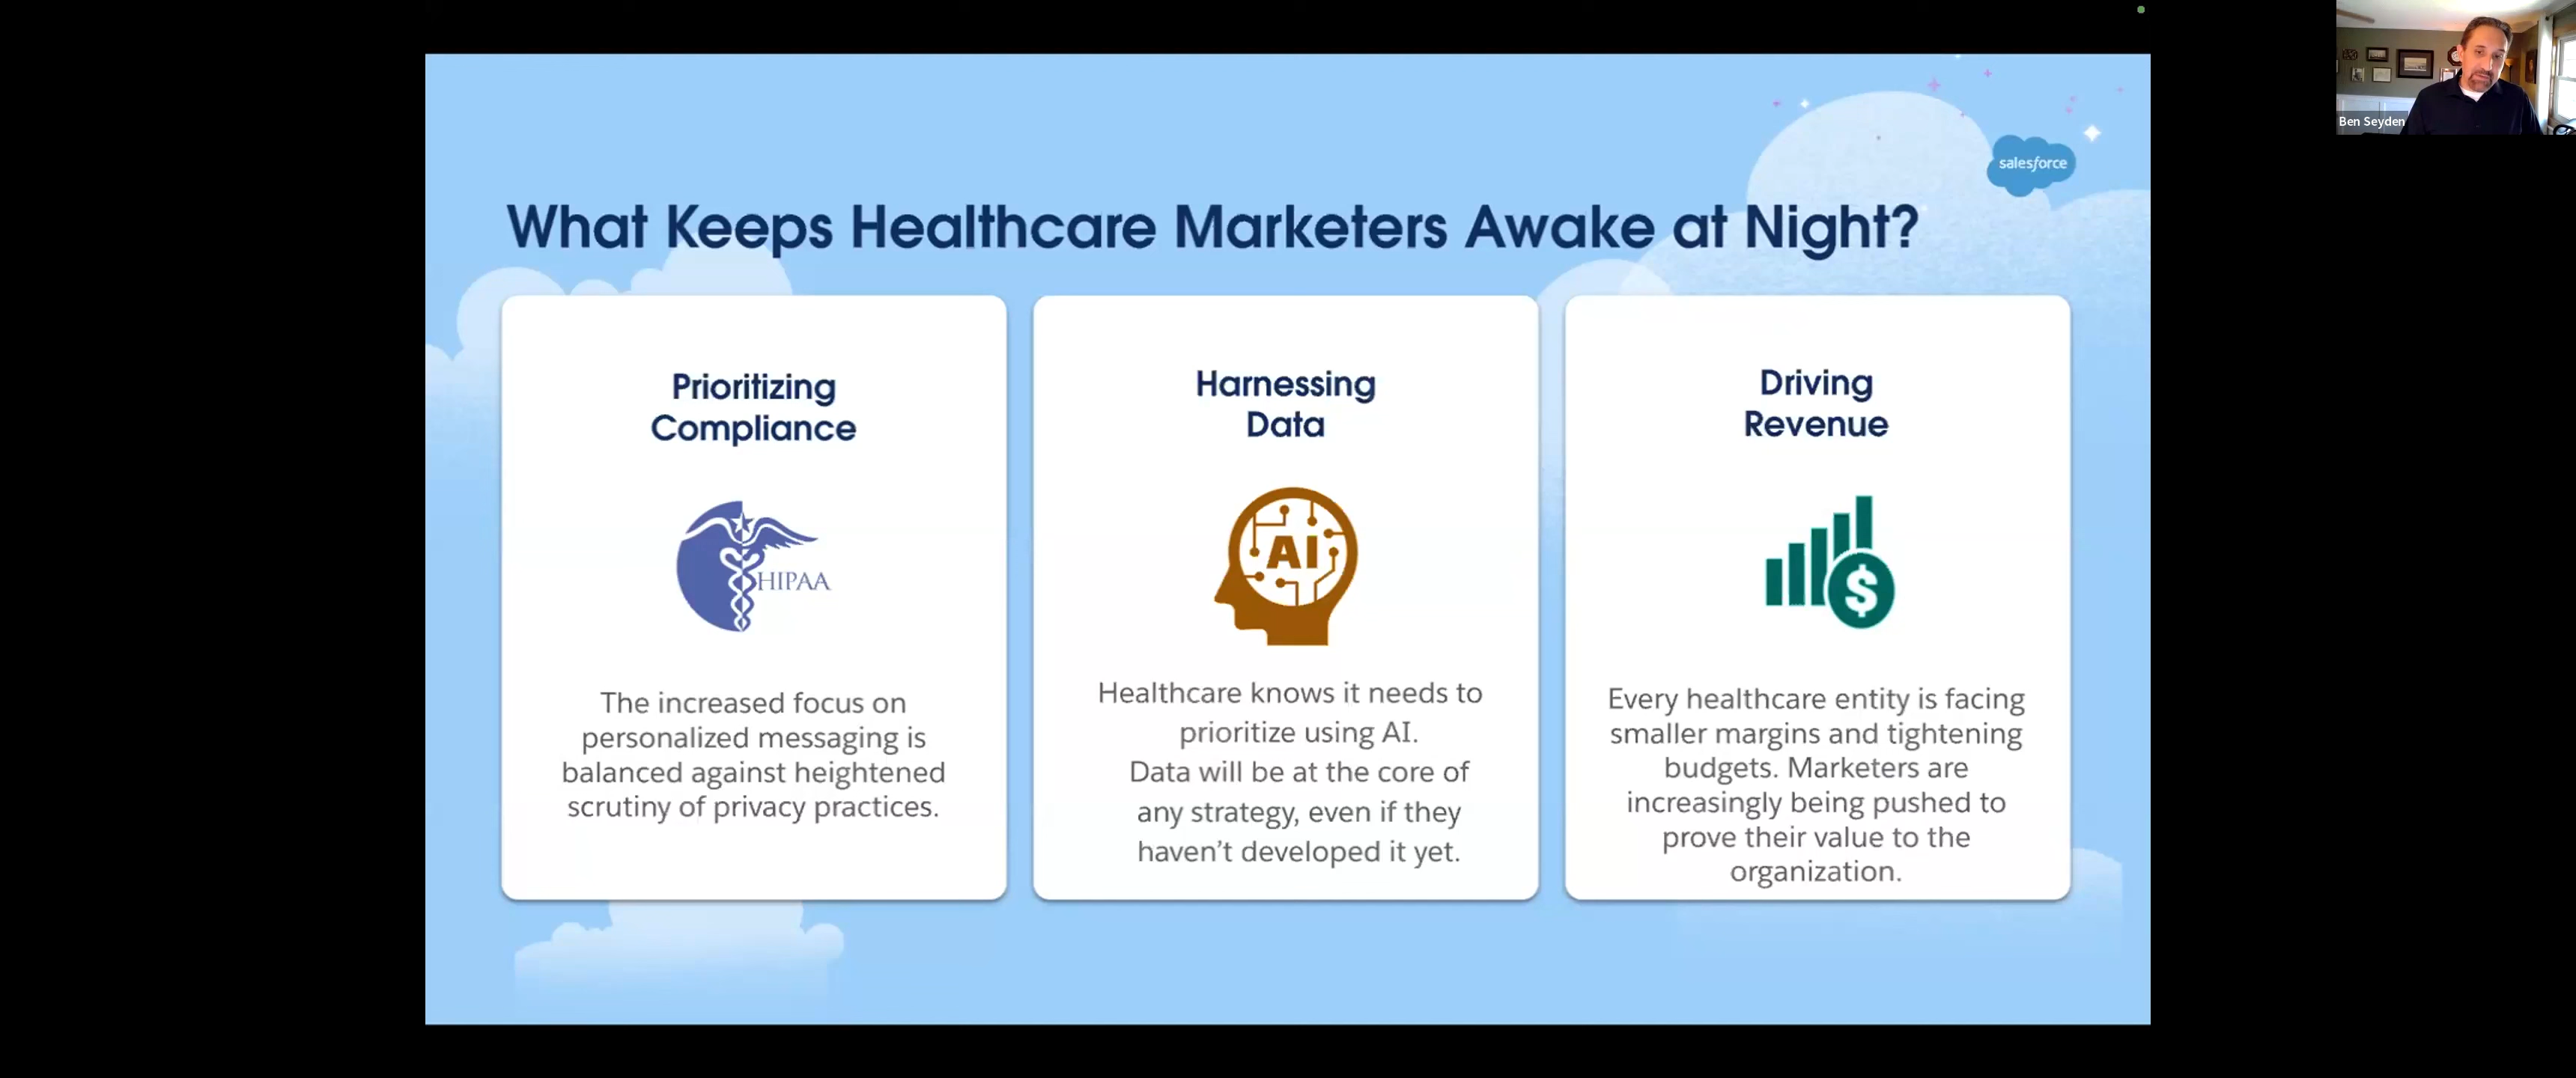 Ben Seyden
salesforce
What Keeps Healthcare Marketers Awake at Night?
Prioritizing
Compliance
HIPAA
The increased focus on
personalized messaging is
balanced against heightened
scrutiny of privacy practices.
Harnessing
Data
AI
Healthcare knows it needs to
prioritize using AI.
Data will be at the core of
any strategy, even if they
haven't developed it yet.
Driving
Revenue
$
Every healthcare entity is facing
smaller margins and tightening
budgets. Marketers are
increasingly being pushed to
prove their value to the
organization.